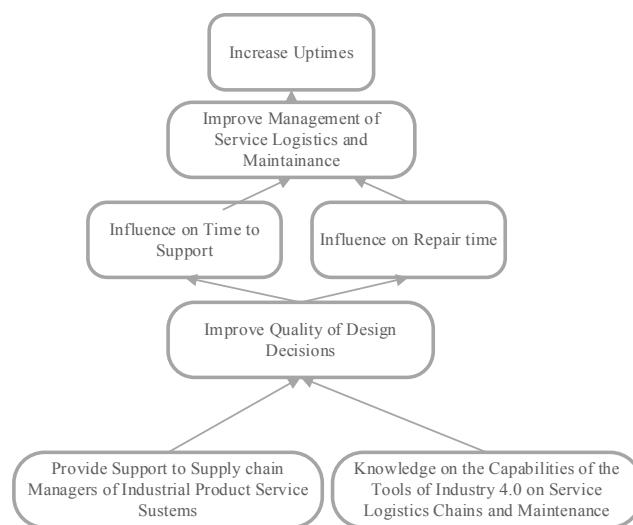 Increase Uptimes
Improve Management of
Service Logistics and
Maintainance
Influence on Time to
Support
Influence on Repair time
Improve Quality of Design
Decisions
Provide Support to Supply chain
Managers of Industrial Product Service
Sustems
Knowledge on the Capabilities of the
Tools of Industry 4.0 on Service
Logistics Chains and Maintenance